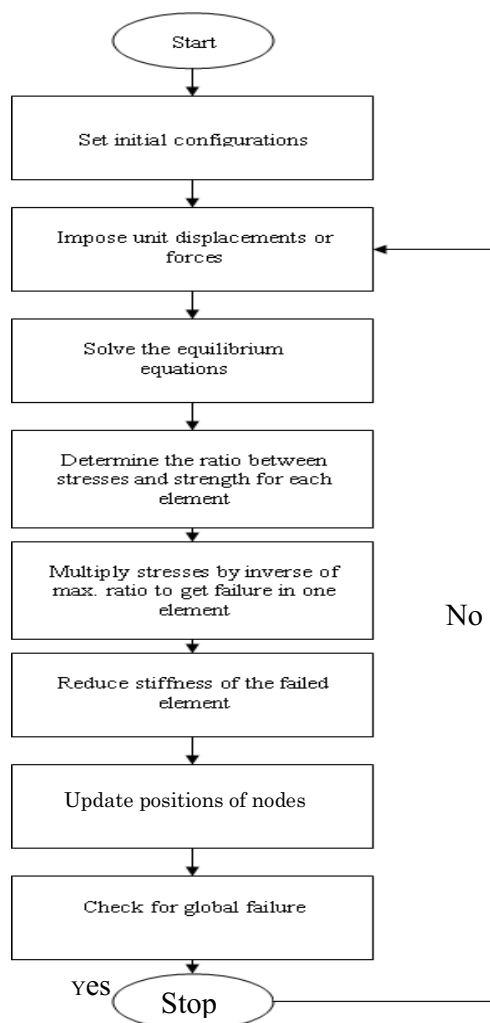 Start
Set initial configurations
Impose unit displacements or
forces
Solve the equilibrium
equations
Determine the ratio between
stresses and strength for each
element
Multiply stresses by inverse of
max. ratio to get failure in one
element
No
Reduce stiffness of the failed
element
Update positions of nodes
Check for global failure
Yes
Stop